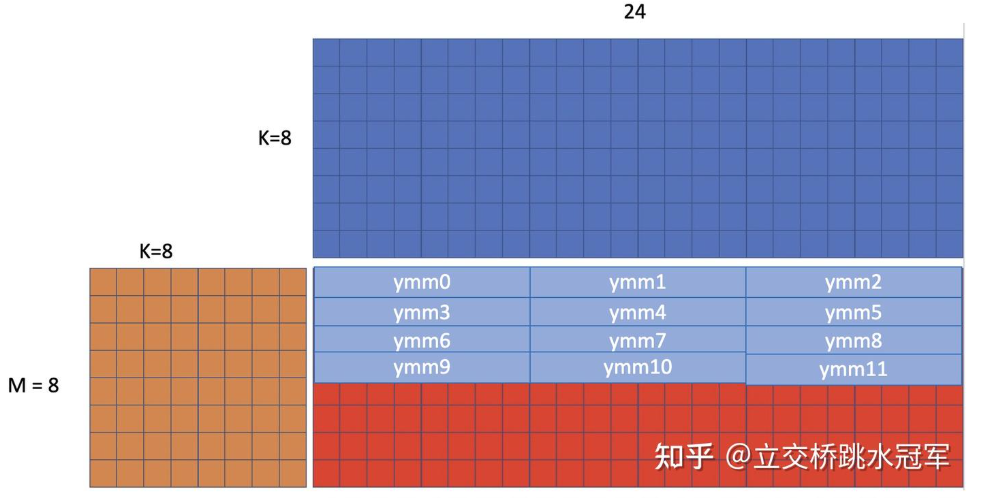 24
K=8
K=8
ymm0 ymm1 ymm2
ymm3 ymm4 ymm5
ymm6 ymm7 ymm8
ymm9 ymm10 ymm11
M = 8
知乎 @立交桥跳水冠军